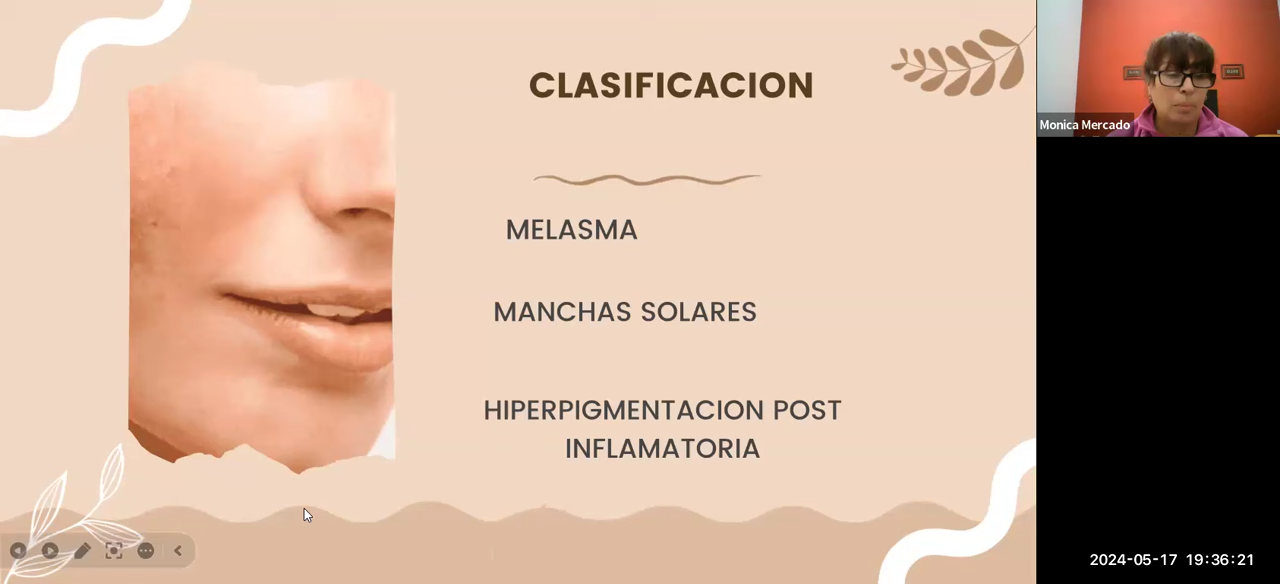 CLASIFICACION
MELASMA
MANCHAS SOLARES
HIPERPIGMENTACION POST
INFLAMATORIA
Monica Mercado
2024-05-17 19:36:21